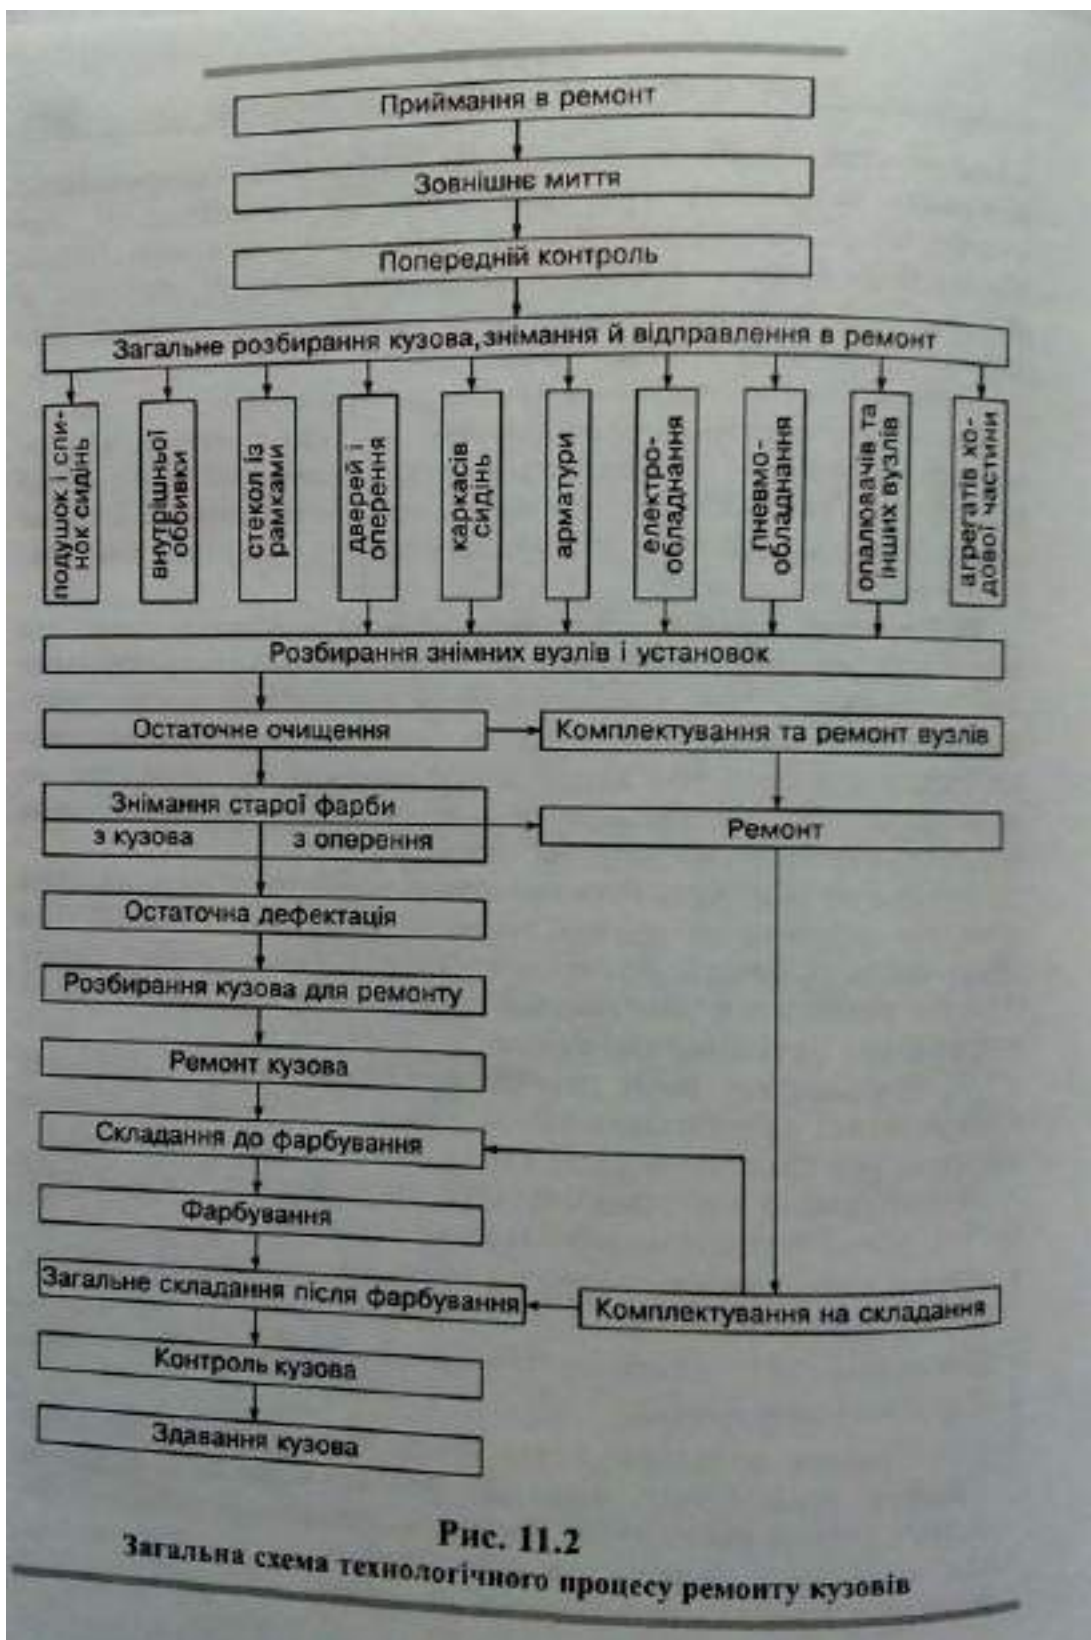 Приймання в ремонт
Зовнішнє миття
Попередній контроль
Загальне розбирання кузова, знімання й відправлення в ремонт
подушок і спи-
нок сидінь
внутрішньої
оббивки
стекол із
рамками
дверей і
оперення
каркасів
сидінь
арматури
електро-
обладнання
пневмо-
обладнання
опалювачів та
інших вузлів
агрегатів хо-
дової частини
Розбирання знімних вузлів і установок
Остаточне очищення
Комплектування та ремонт вузлів
Знімання старої фарби
з кузова
з оперення
Ремонт
Остаточна дефектація
Розбирання кузова для ремонту
Ремонт кузова
Складання до фарбування
Фарбування
Загальне складання після фарбування
Комплектування на складання
Контроль кузова
Здавання кузова
Рис. 11.2
Загальна схема технологічного процесу ремонту кузовів